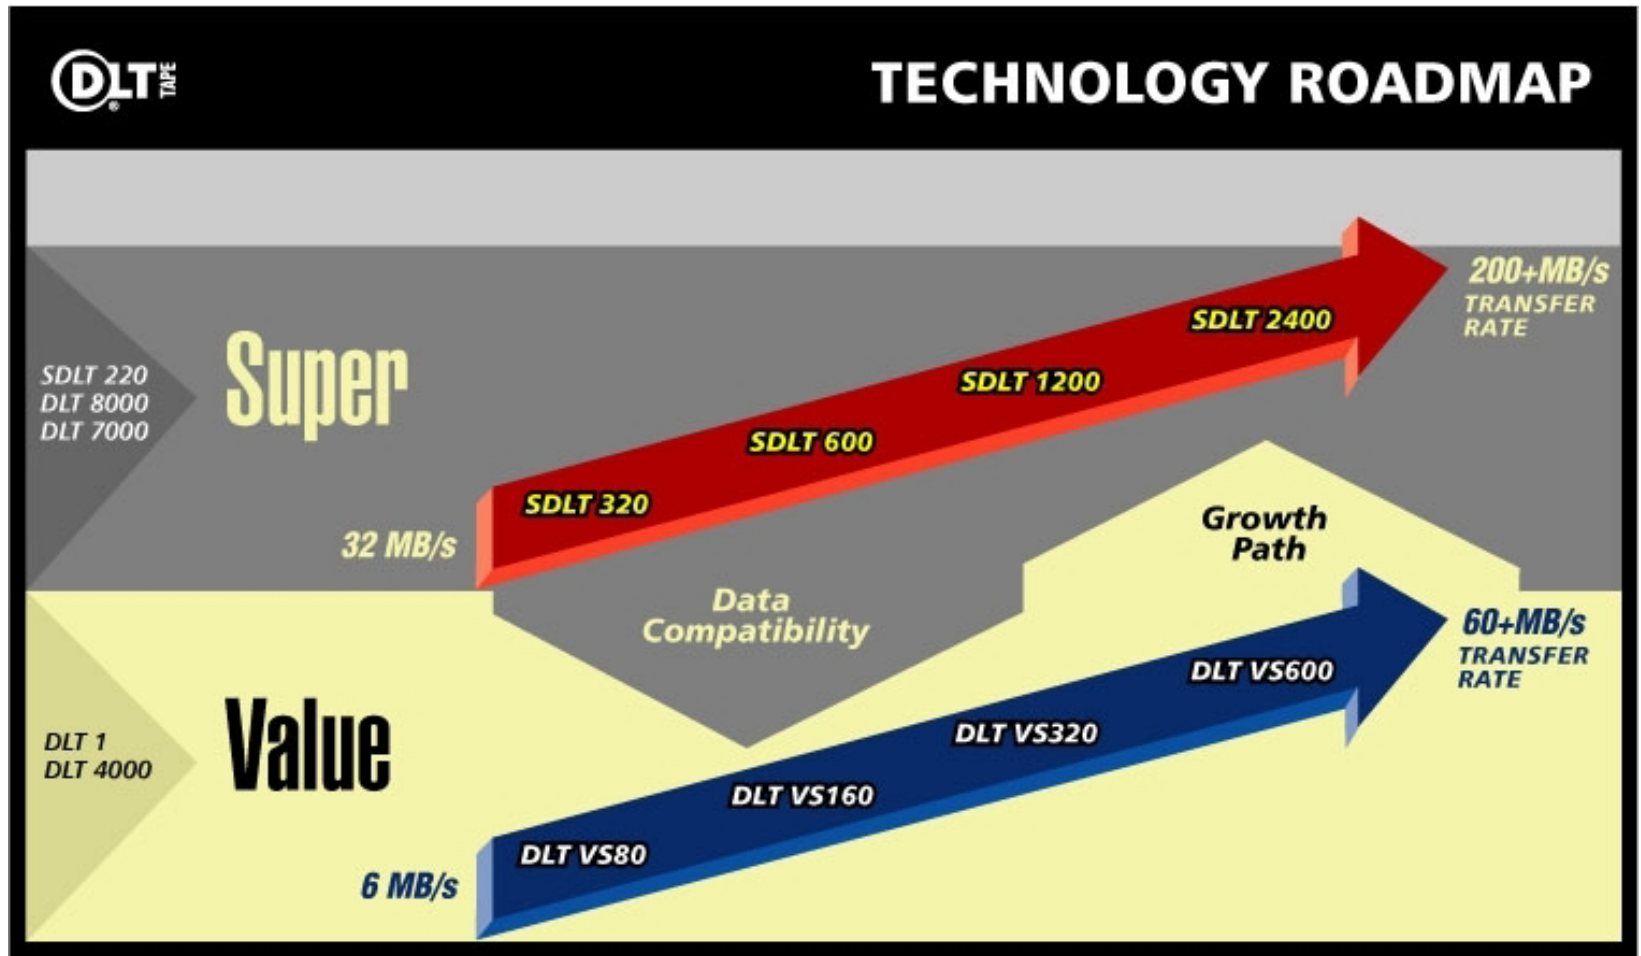 DLT TAPE
®
TECHNOLOGY ROADMAP
200+MB/s
TRANSFER
RATE
SDLT 2400
Super
SDLT 220
DLT 8000
DLT 7000
SDLT 1200
SDLT 600
SDLT 320
32 MB/s
Growth
Path
Data
Compatibility
60+MB/s
TRANSFER
RATE
DLT VS600
Value
DLT 1
DLT 4000
DLT VS320
DLT VS160
DLT VS80
6 MB/s